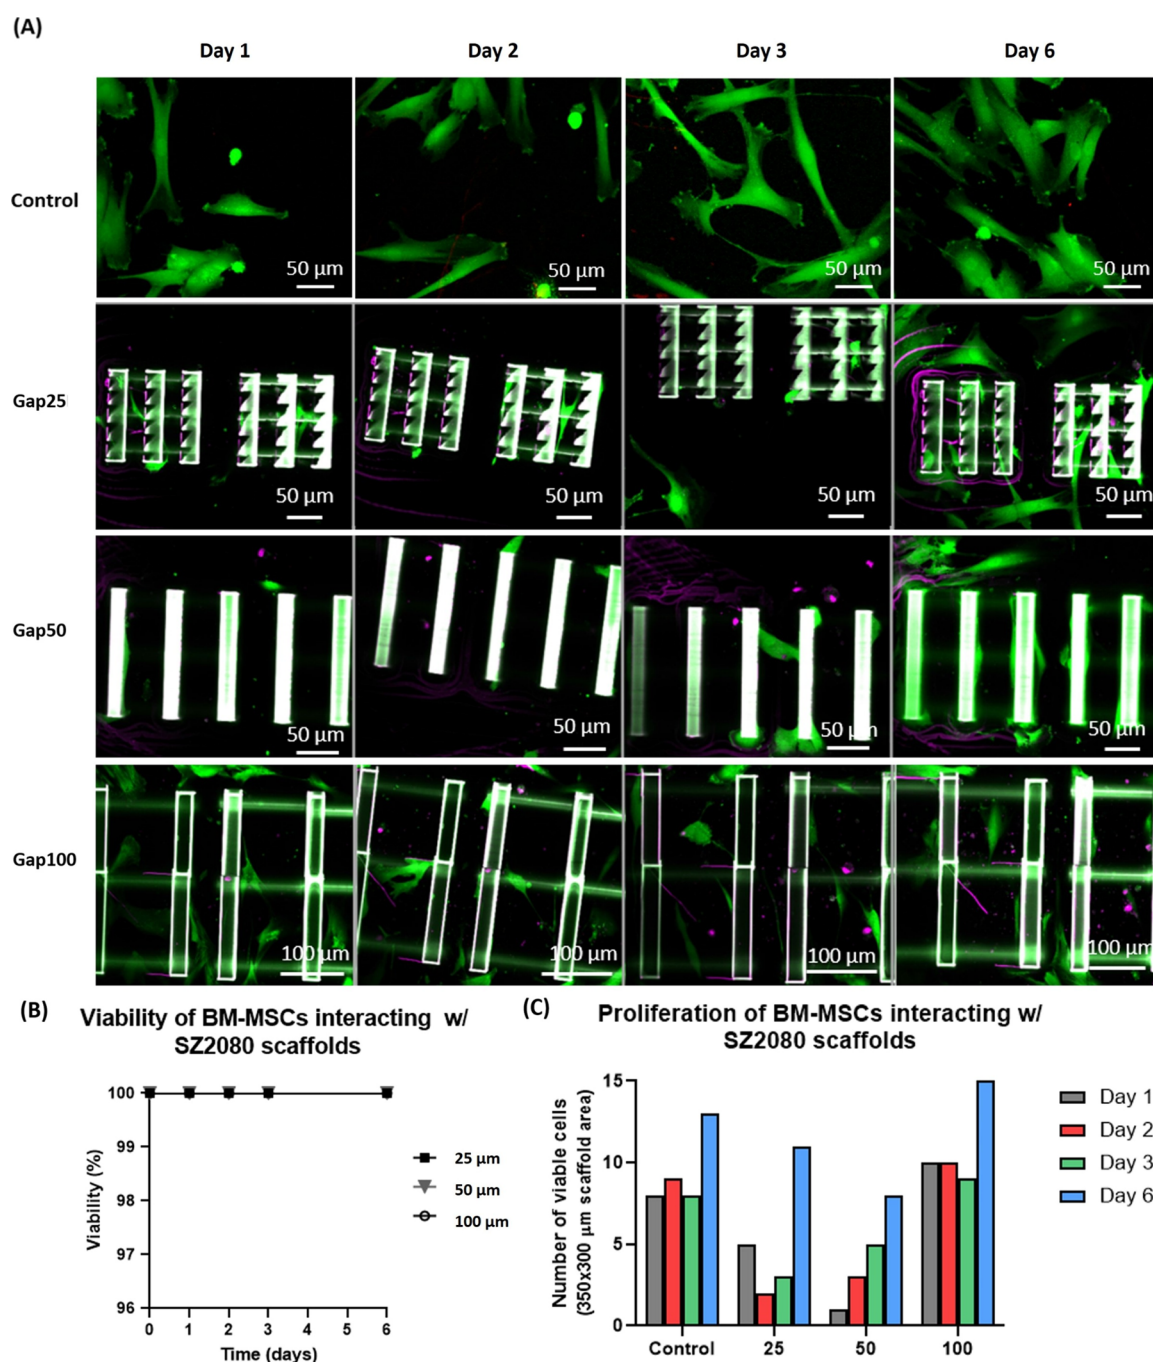 (A)
Day 1 Day 2 Day 3 Day 6
Control
50 µm 50 µm 50 µm 50 µm
Gap25
50 µm 50 µm 50 µm 50 µm
Gap50
50 µm 50 µm 50 µm 50 µm
Gap100
100 µm 100 µm 100 µm 100 µm
(B)
Viability of BM-MSCs interacting w/
SZ2080 scaffolds
100
99
98
97
96
Viability (%)
0 1 2 3 4 5 6
Time (days)
25 µm
50 µm
100 µm
(C)
Proliferation of BM-MSCs interacting w/
SZ2080 scaffolds
Number of viable cells
(350x300 µm scaffold area)
15
10
5
0
Control 25 50 100
Day 1
Day 2
Day 3
Day 6